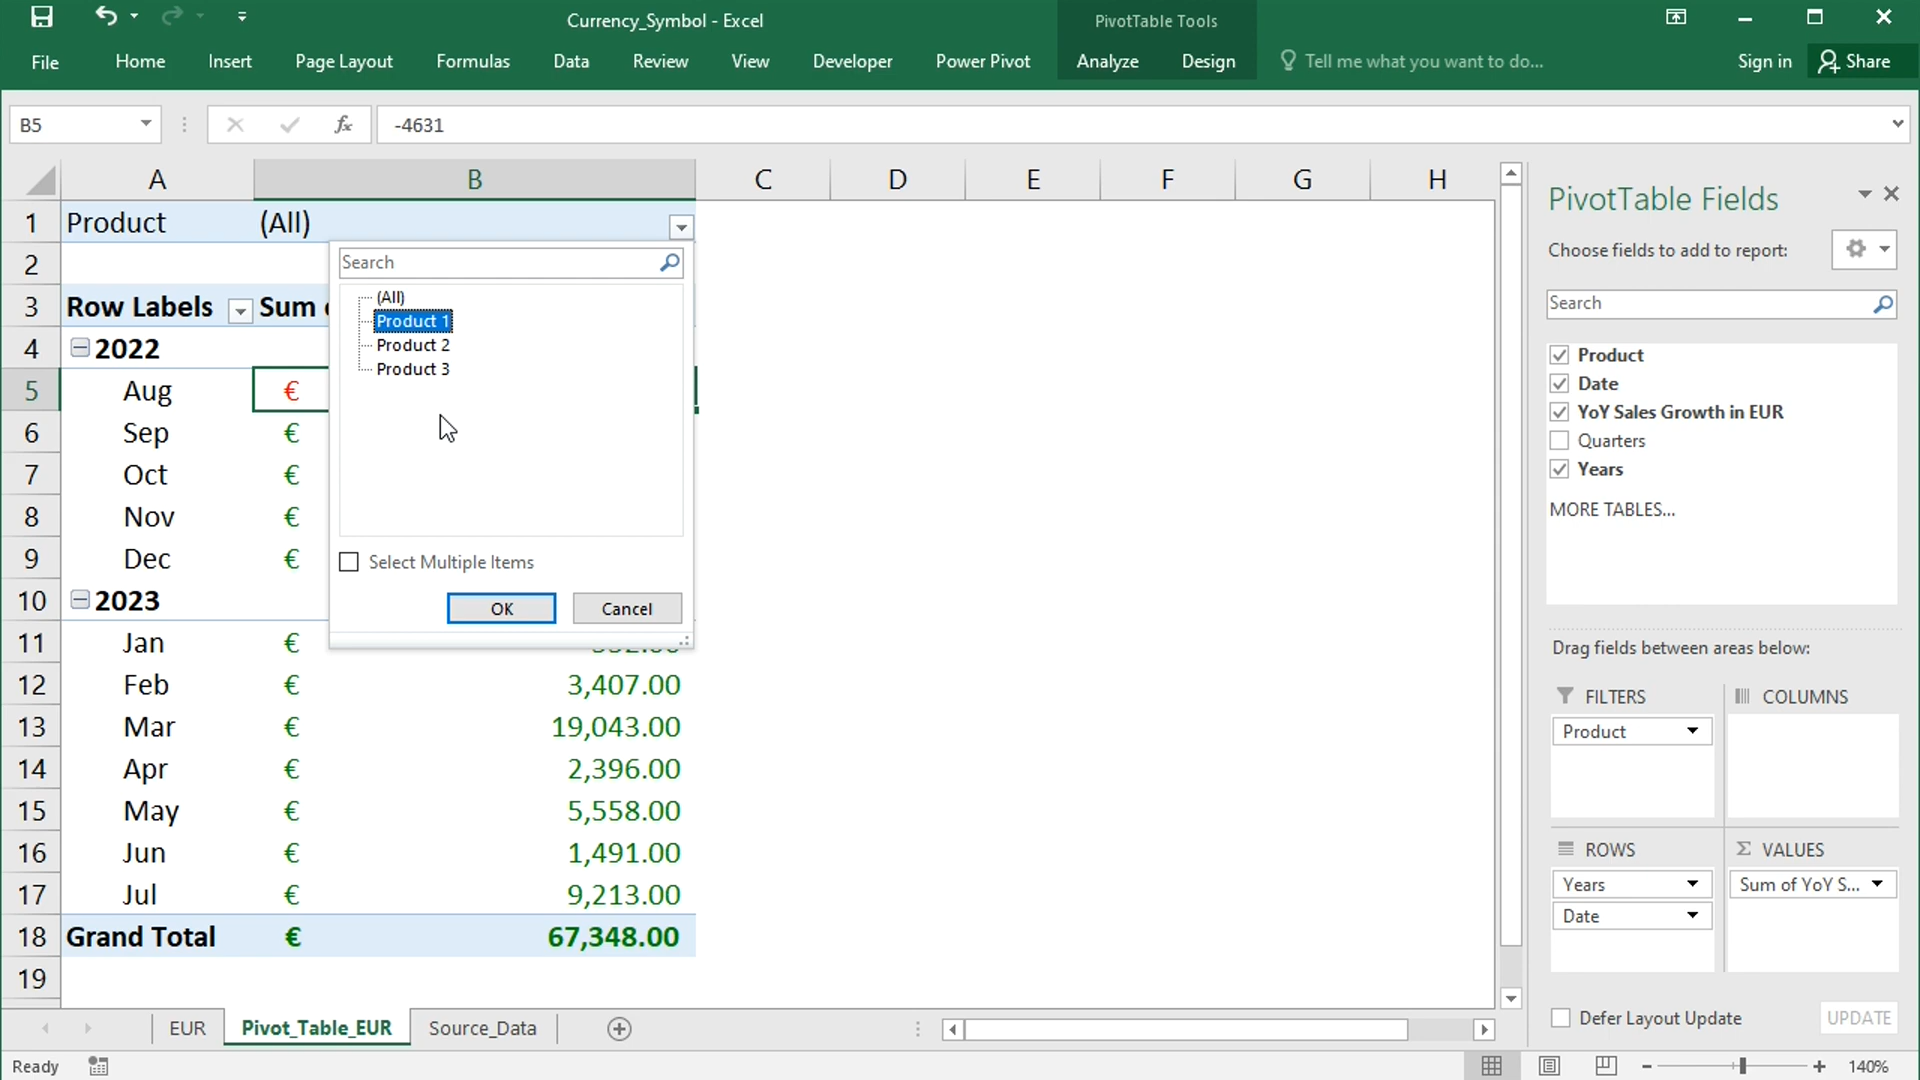 Currency_Symbol - Excel
PivotTable Tools
File Home Insert Page Layout Formulas Data Review View Developer Power Pivot Analyze Design Tell me what you want to do... Sign in Share
B5 fx -4631
A B C D E F G H
1 Product (All)
2
3 Row Labels Sum
4 2022
5 Aug €
6 Sep €
7 Oct €
8 Nov €
9 Dec €
10 2023
11 Jan €
12 Feb € 3,407.00
13 Mar € 19,043.00
14 Apr € 2,396.00
15 May € 5,558.00
16 Jun € 1,491.00
17 Jul € 9,213.00
18 Grand Total € 67,348.00
19
Search
(All)
Product 1
Product 2
Product 3
Select Multiple Items
OK Cancel
PivotTable Fields
Choose fields to add to report:
Search
Product
Date
YoY Sales Growth in EUR
Quarters
Years
MORE TABLES...
Drag fields between areas below:
FILTERS COLUMNS
Product
ROWS Σ VALUES
Years Sum of YoY S...
Date
Defer Layout Update UPDATE
EUR Pivot_Table_EUR Source_Data
Ready 140%